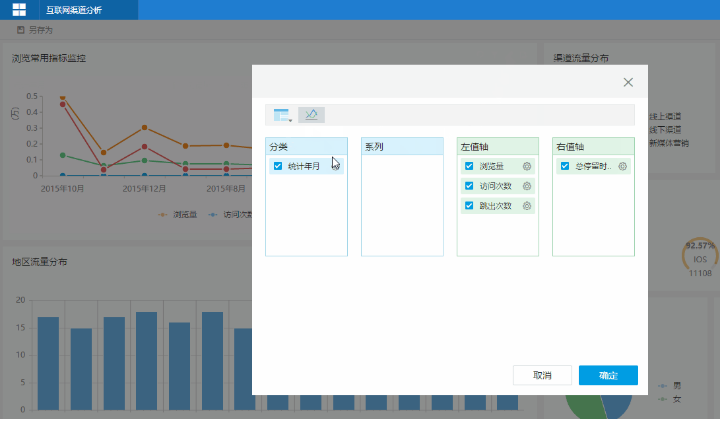 互联网渠道分析
另存为
浏览常用指标监控
渠道流量分布
0.5
0.4
0.3
0.2
0.1
0
2015年10月
2015年12月
2015年8月
浏览量
访问次数
线上渠道
线下渠道
新媒体营销
分类
统计年月
系列
左值轴
浏览量
访问次数
跳出次数
右值轴
总停留时..
取消
确定
地区流量分布
20
15
10
5
0
92.57%
IOS
11108
男
女